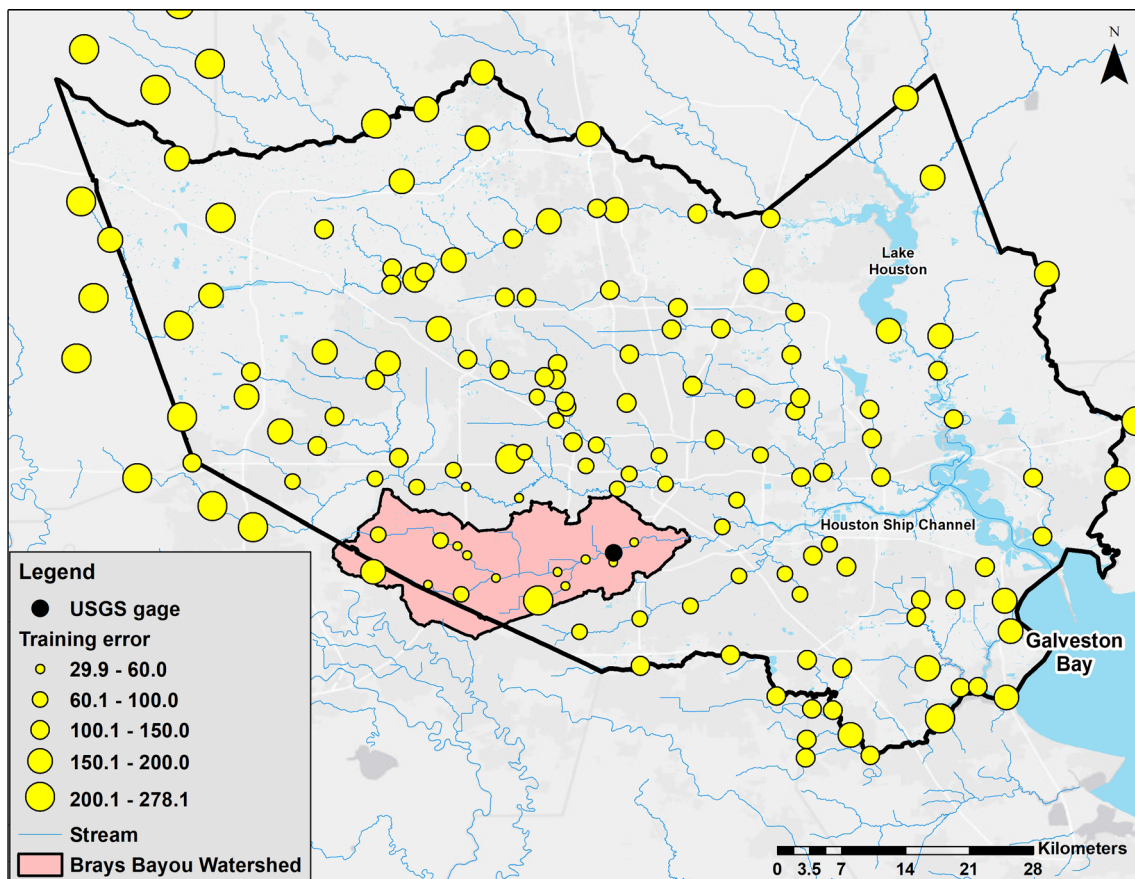 N
Lake
Houston
Houston Ship Channel
Galveston
Bay
Legend
USGS gage
Training error
29.9 - 60.0
60.1 - 100.0
100.1 - 150.0
150.1 - 200.0
200.1 - 278.1
Stream
Brays Bayou Watershed
Kilometers
0 3.5 7 14 21 28